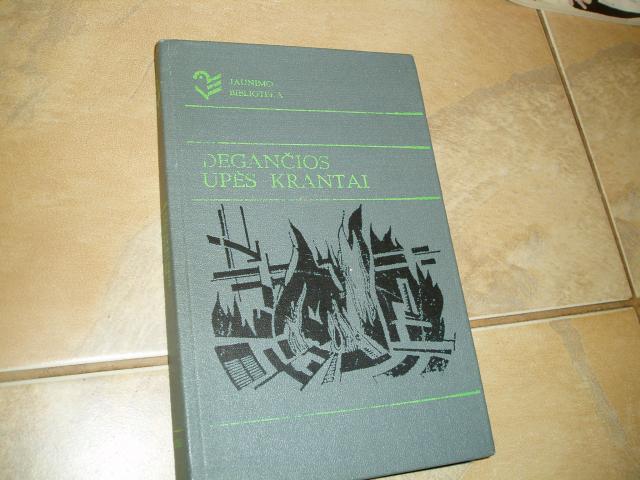 JAUNIMO
BIBLIOTEKA
DEGANČIOS
UPĖS KRANTAI